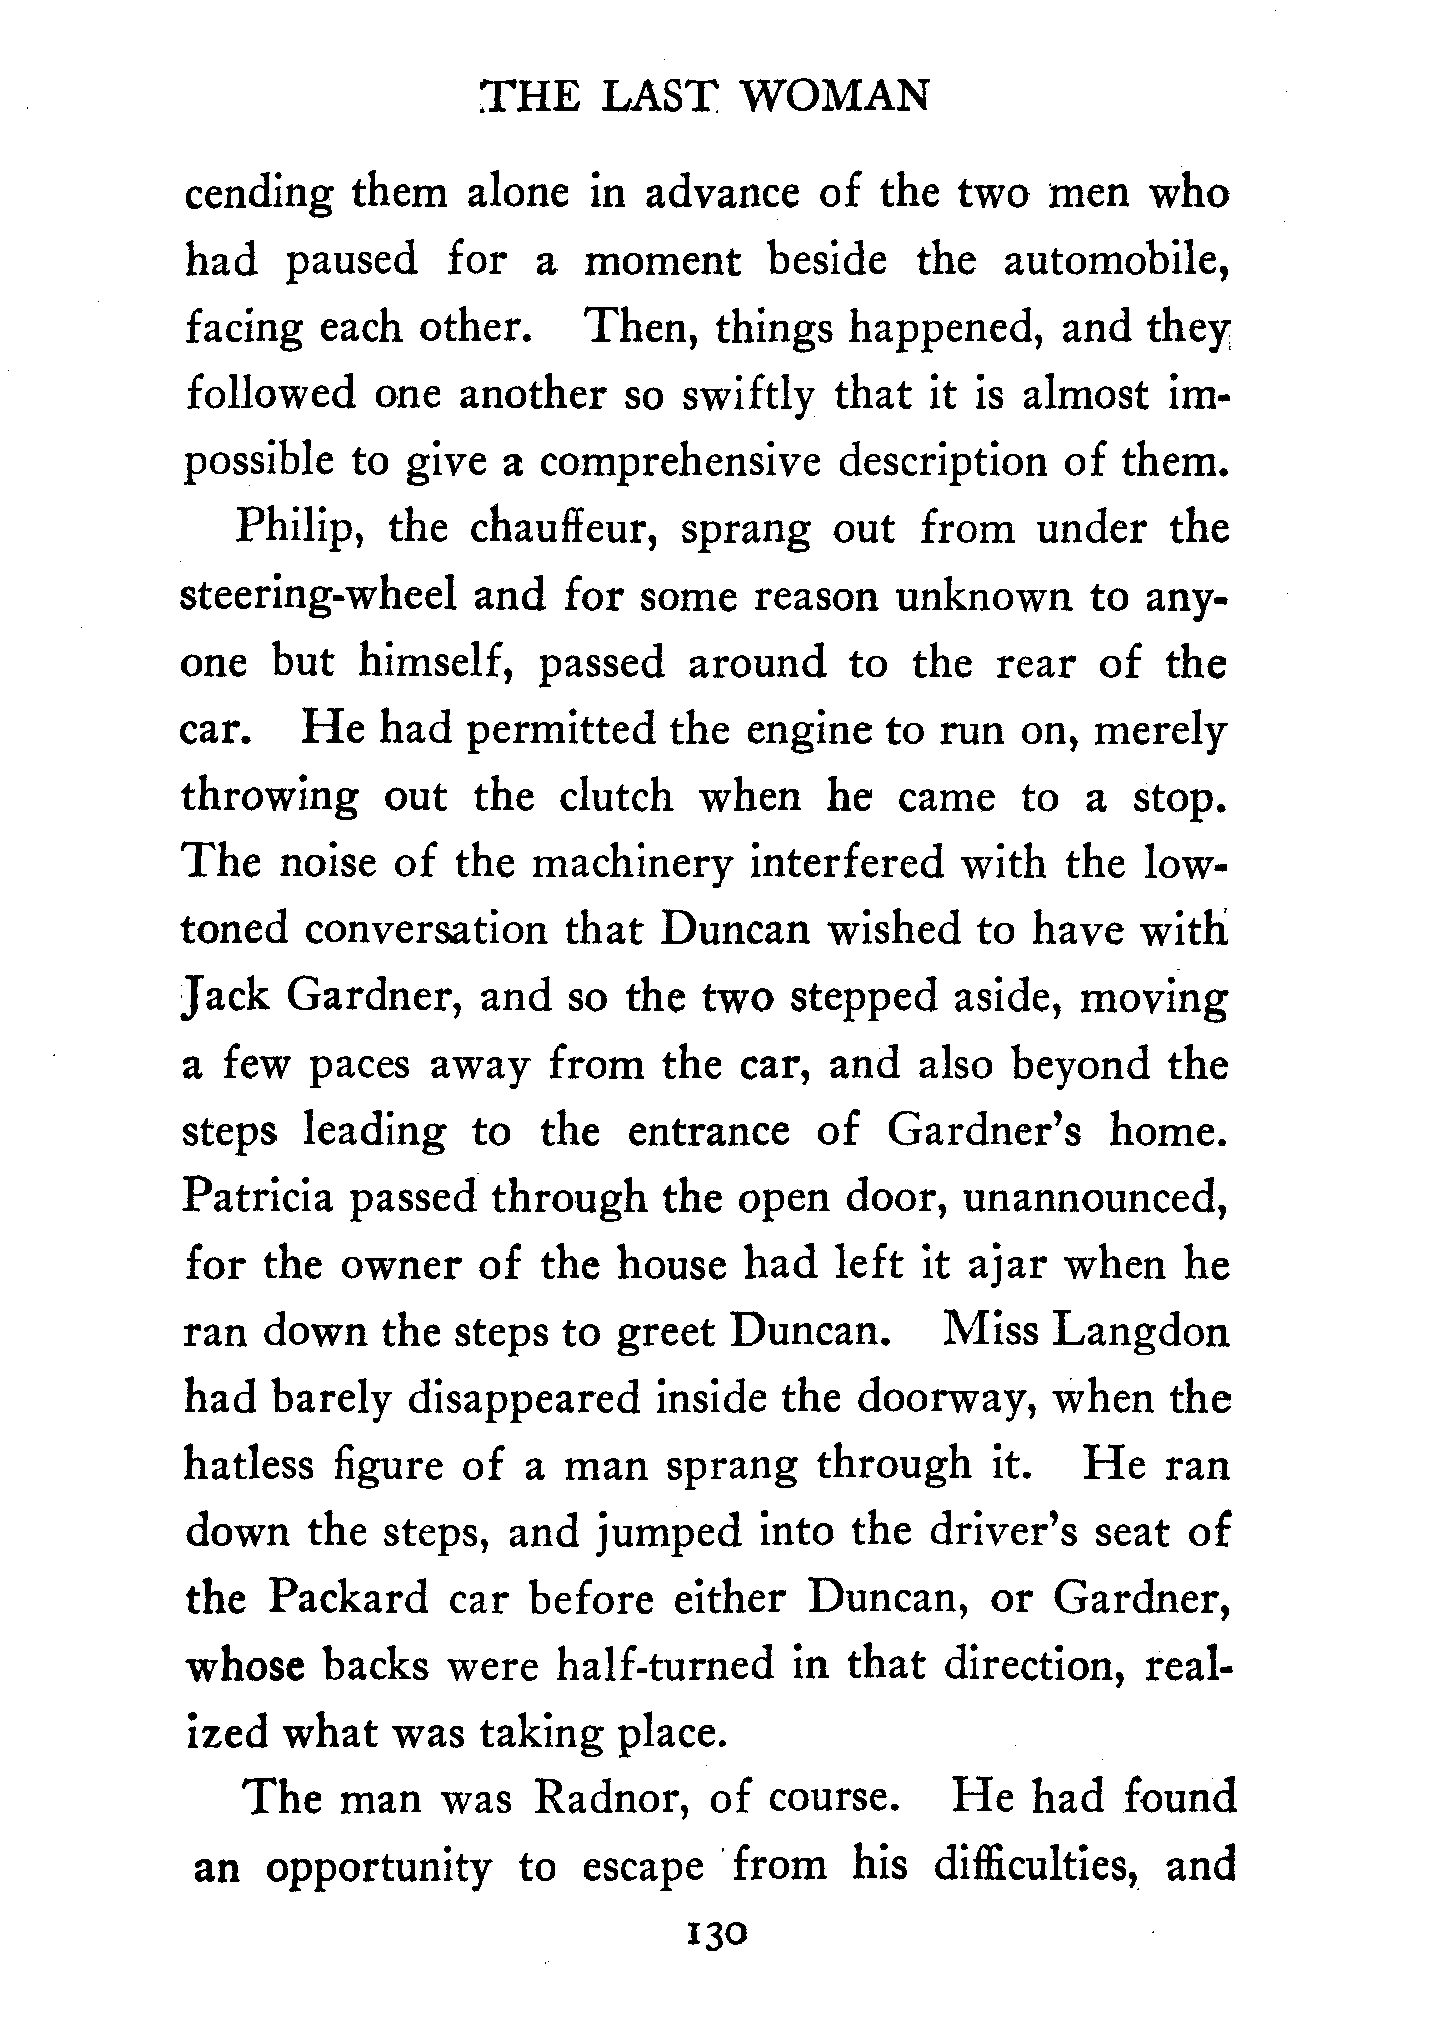 THE LAST WOMAN
cending them alone in advance of the two men who
had paused for a moment beside the automobile,
facing each other. Then, things happened, and they
followed one another so swiftly that it is almost im-
possible to give a comprehensive description of them.
Philip, the chauffeur, sprang out from under the
steering-wheel and for some reason unknown to any-
one but himself, passed around to the rear of the
car. He had permitted the engine to run on, merely
throwing out the clutch when he came to a stop.
The noise of the machinery interfered with the low-
toned conversation that Duncan wished to have with
Jack Gardner, and so the two stepped aside, moving
a few paces away from the car, and also beyond the
steps leading to the entrance of Gardner's home.
Patricia passed through the open door, unannounced,
for the owner of the house had left it ajar when he
ran down the steps to greet Duncan. Miss Langdon
had barely disappeared inside the doorway, when the
hatless figure of a man sprang through it. He ran
down the steps, and jumped into the driver's seat of
the Packard car before either Duncan, or Gardner,
whose backs were half-turned in that direction, real-
ized what was taking place.
The man was Radnor, of course. He had found
an opportunity to escape from his difficulties, and
130